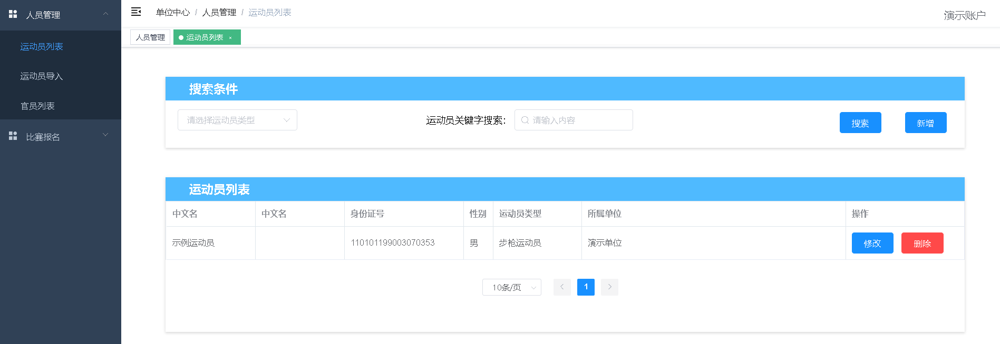 人员管理
运动员列表
运动员导入
官员列表
比赛报名
单位中心 / 人员管理 / 运动员列表
演示账户
人员管理
运动员列表 ×
搜索条件
请选择运动员类型
运动员关键字搜索：
请输入内容
搜索
新增
运动员列表
中文名 中文名 身份证号 性别 运动员类型 所属单位 操作
示例运动员 110101199003070353 男 步枪运动员 演示单位 修改 删除
10条/页 1